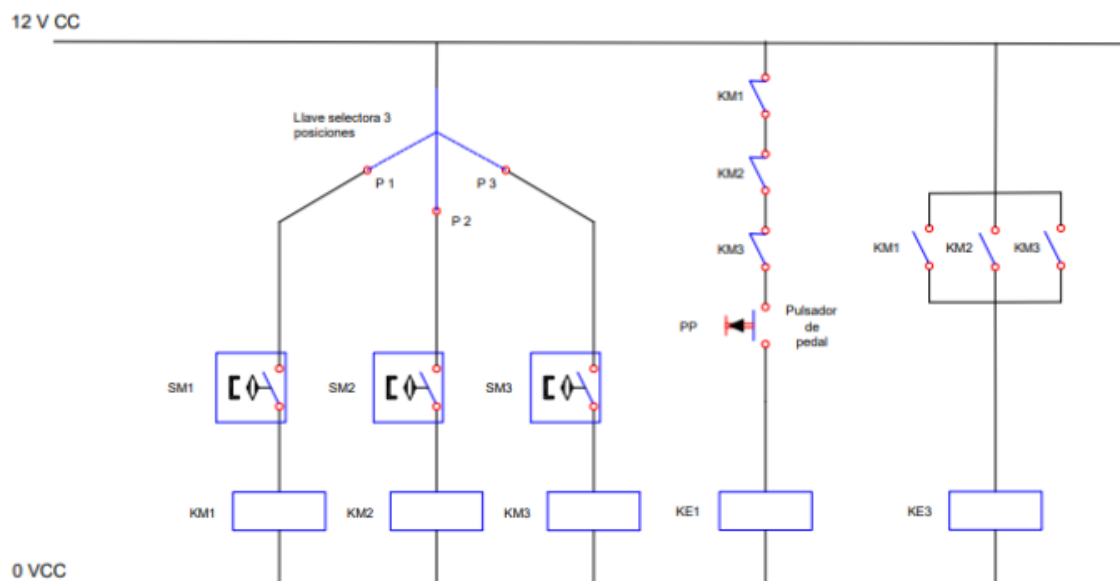 12 V CC
Llave selectora 3
posiciones
P 1
P 2
P 3
KM1
KM2
KM3
PP
Pulsador
de
pedal
KM1
KM2
KM3
SM1
SM2
SM3
KM1
KM2
KM3
KE1
KE3
0 VCC